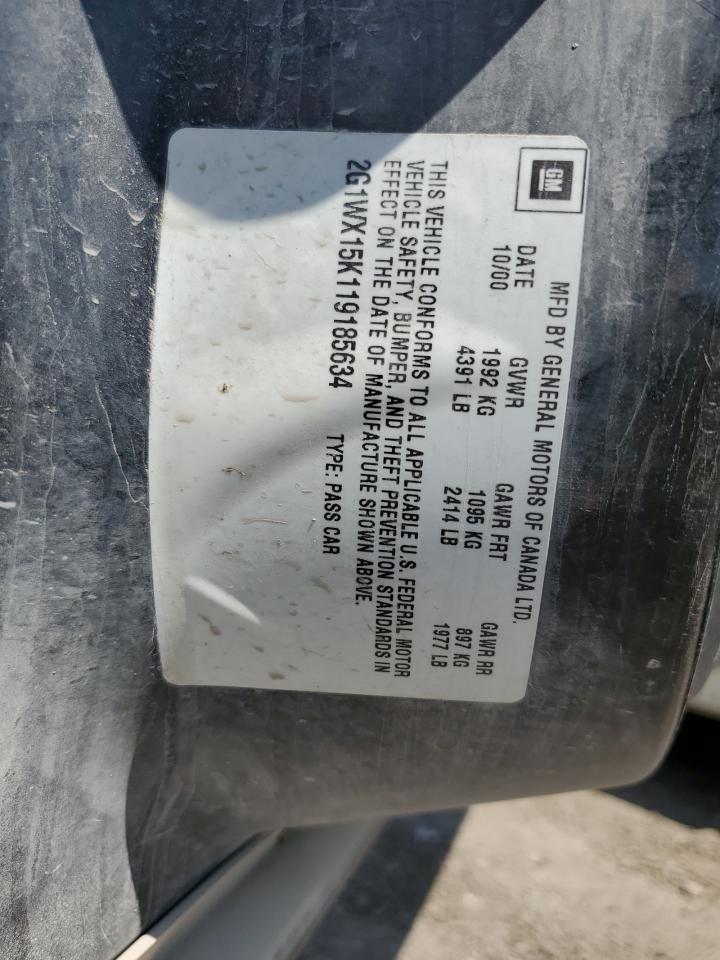 GM
MFD BY GENERAL MOTORS OF CANADA LTD.
DATE GVWR GAWR FRT GAWR RR
10/00 1992 KG 1095 KG 897 KG
4391 LB 2414 LB 1977 LB
THIS VEHICLE CONFORMS TO ALL APPLICABLE U.S. FEDERAL MOTOR
VEHICLE SAFETY, BUMPER, AND THEFT PREVENTION STANDARDS IN
EFFECT ON THE DATE OF MANUFACTURE SHOWN ABOVE.
2G1WX15K119185634 TYPE: PASS CAR